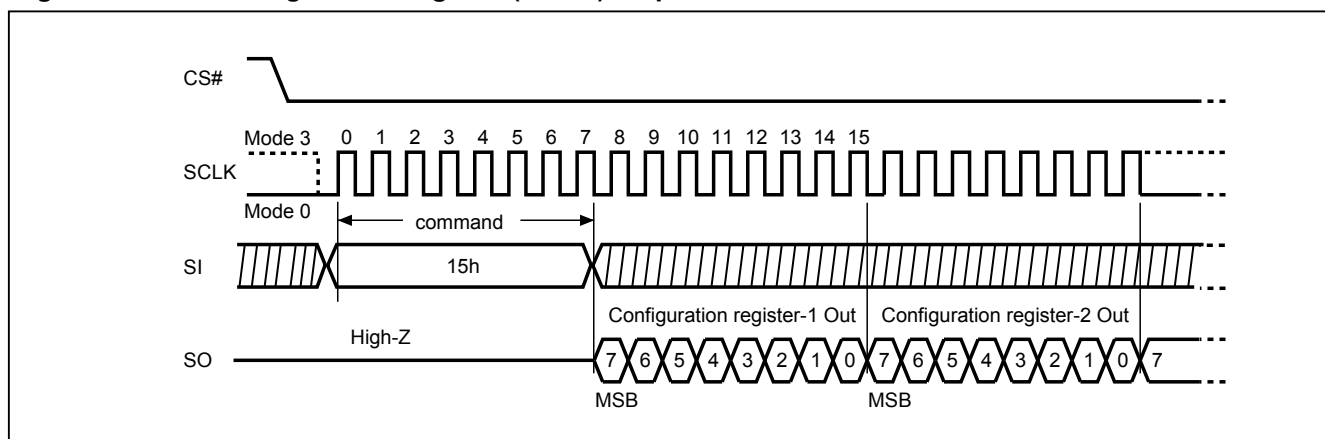 CS#
Mode 3
0 1 2 3 4 5 6 7 8 9 10 11 12 13 14 15
SCLK
Mode 0
command
SI
15h
Configuration register-1 Out Configuration register-2 Out
High-Z
SO
7 6 5 4 3 2 1 0 7 6 5 4 3 2 1 0 7
MSB MSB